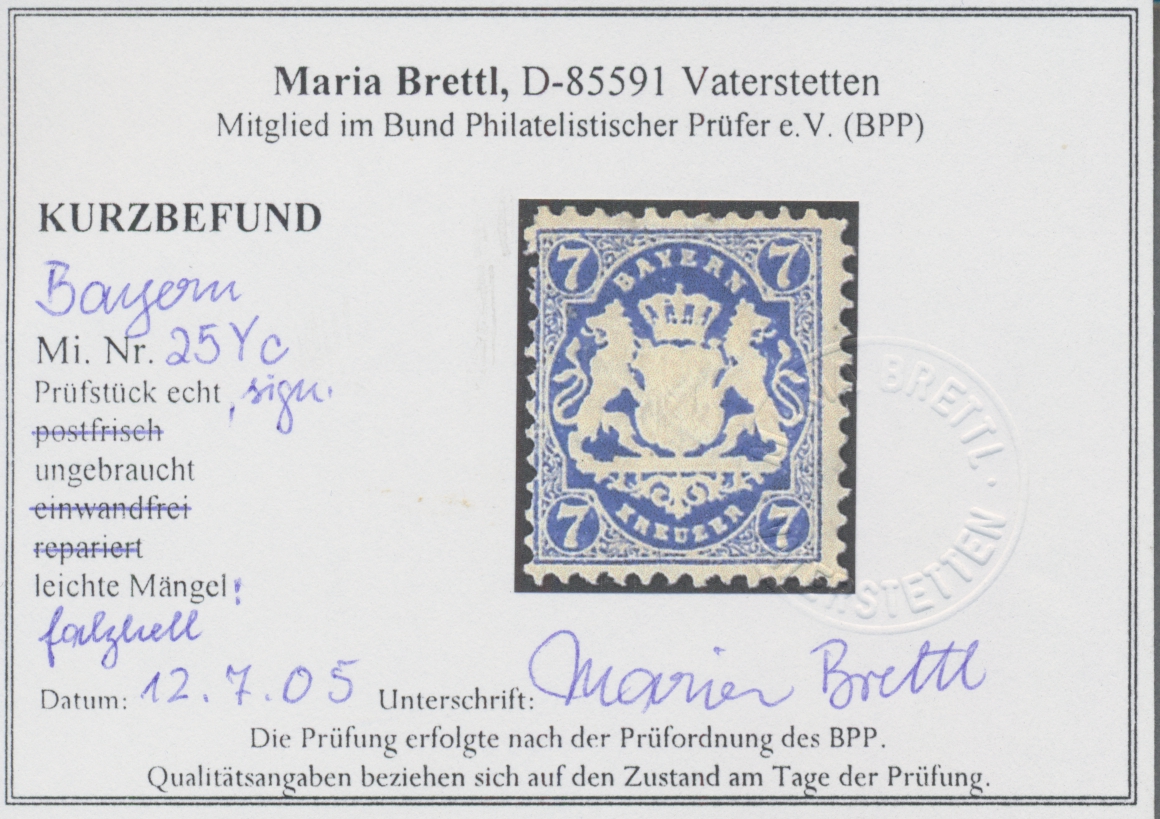 Maria Brettl, D-85591 Vaterstetten
Mitglied im Bund Philatelistischer Prüfer e.V. (BPP)
KURZBEFUND
Bayern
Mi. Nr. 25Yc
Prüfstück echt, sign.
postfrisch
ungebraucht
einwandfrei
repariert
leichte Mängel:
falzhell
Datum: 12.7.05 Unterschrift: Maria Brettl
Die Prüfung erfolgte nach der Prüfordnung des BPP.
Qualitätsangaben beziehen sich auf den Zustand am Tage der Prüfung.
7 7
BAYERN
KREUZER
7 7
BRETTL ·